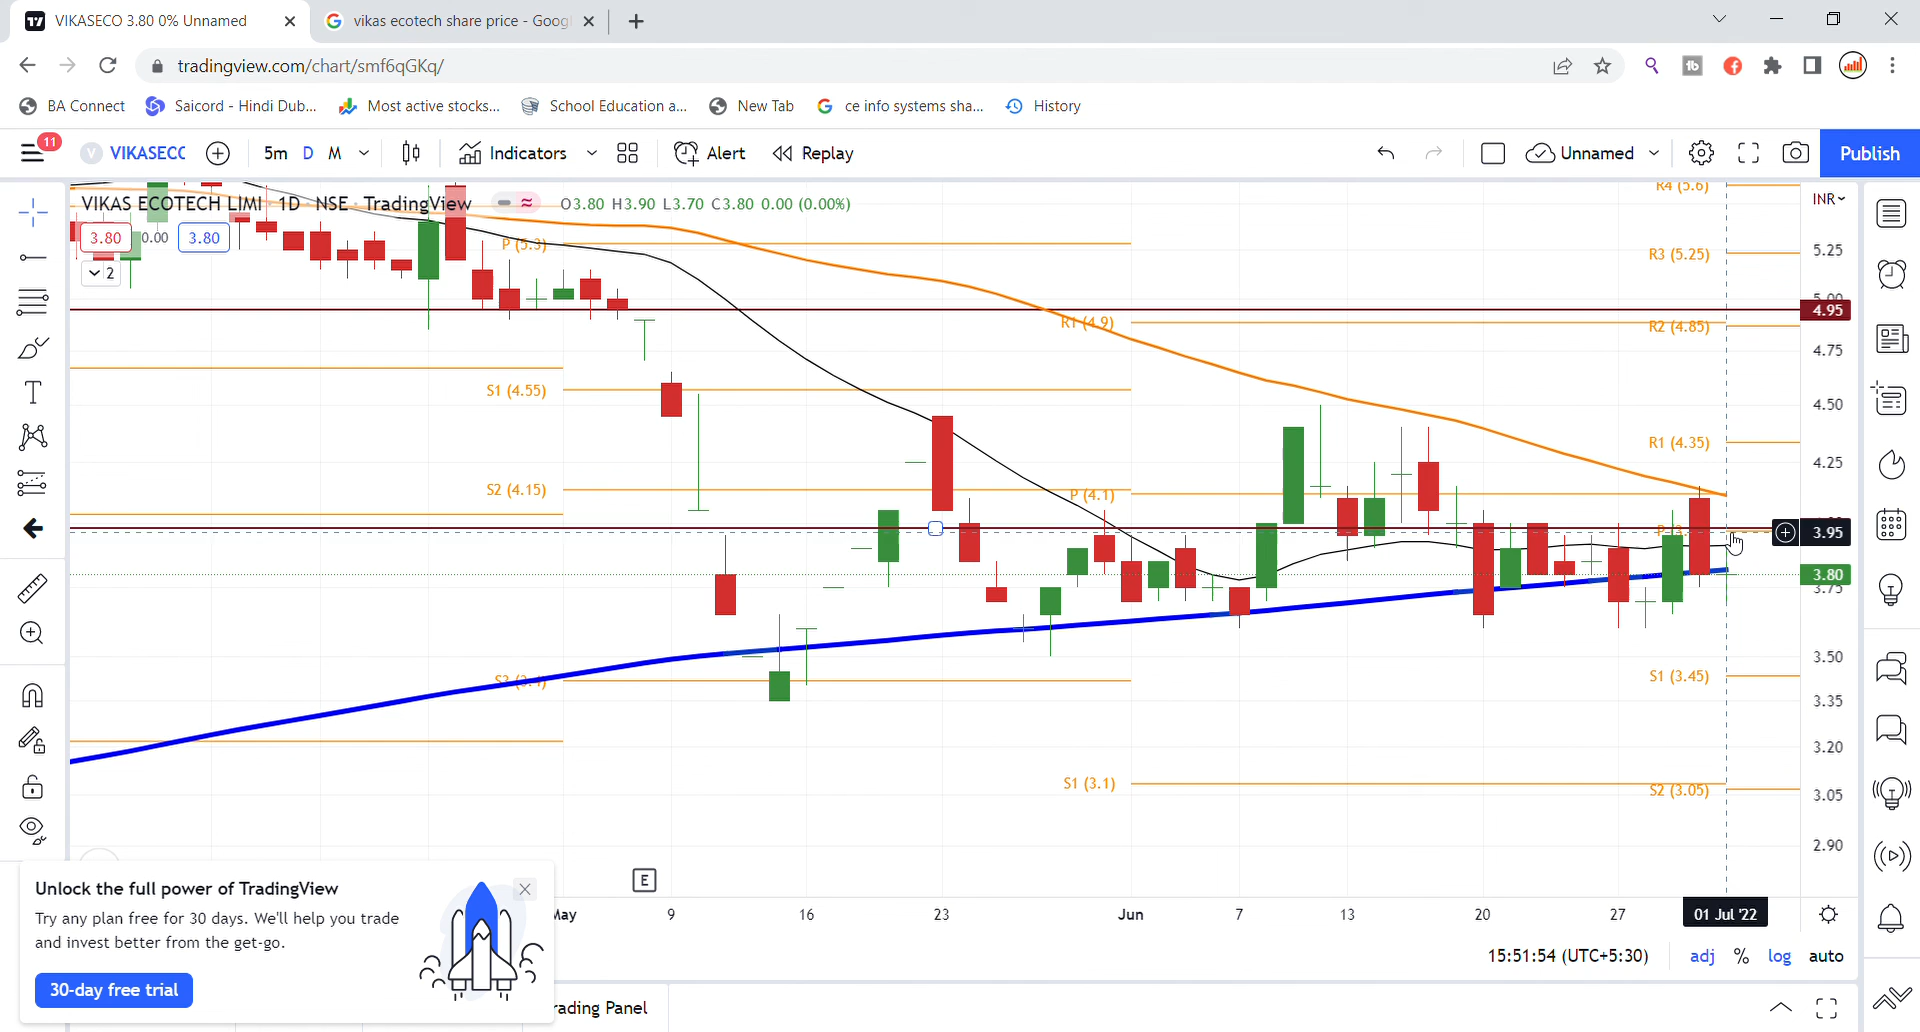 VIKASECO 3.80 0% Unnamed
vikas ecotech share price - Goog
tradingview.com/chart/smf6qGKq/
BA Connect
Saicord - Hindi Dub...
Most active stocks...
School Education a...
New Tab
ce info systems sha...
History
11
VIKASEC
5m D M
Indicators
Alert
Replay
Unnamed
Publish
VIKAS ECOTECH LIMI · 1D · NSE · TradingView
O3.80 H3.90 L3.70 C3.80 0.00 (0.00%)
3.80 0.00 3.80
2
INR
R4 (5.6)
P (5.3)
R3 (5.25)
5.25
5.00
4.95
R1 (4.9)
R2 (4.85)
4.75
S1 (4.55)
4.50
R1 (4.35)
4.25
S2 (4.15)
P (4.1)
3.95
3.80
3.75
3.50
S1 (3.45)
3.35
3.20
S1 (3.1)
S2 (3.05)
3.05
2.90
E
May 9 16 23 Jun 7 13 20 27 01 Jul '22
15:51:54 (UTC+5:30) adj % log auto
Unlock the full power of TradingView
Try any plan free for 30 days. We'll help you trade
and invest better from the get-go.
30-day free trial
rading Panel